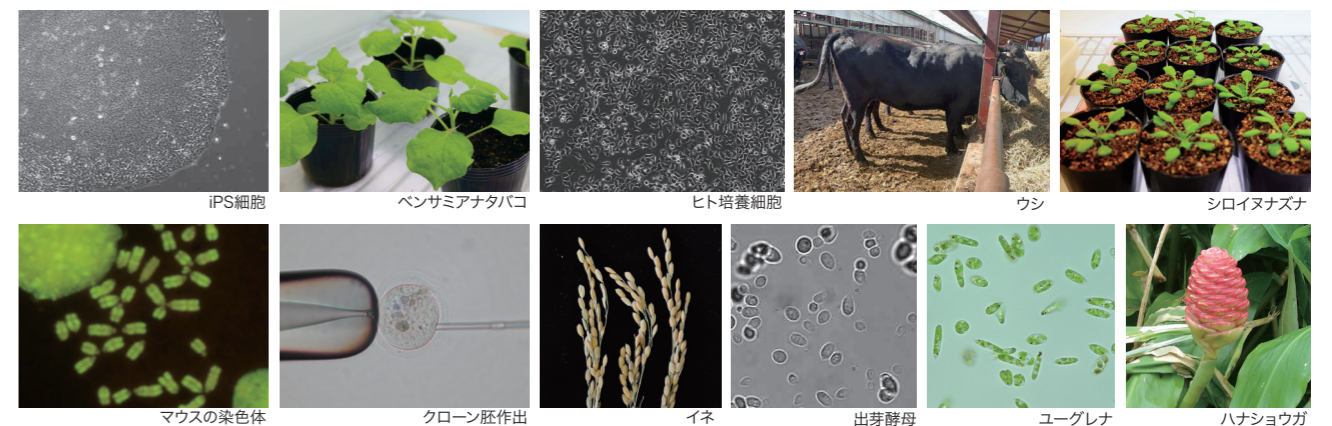 iPS細胞
ベンサミアナタバコ
ヒト培養細胞
ウシ
シロイヌナズナ
マウスの染色体
クローン胚作出
イネ
出芽酵母
ユーグレナ
ハナショウガ